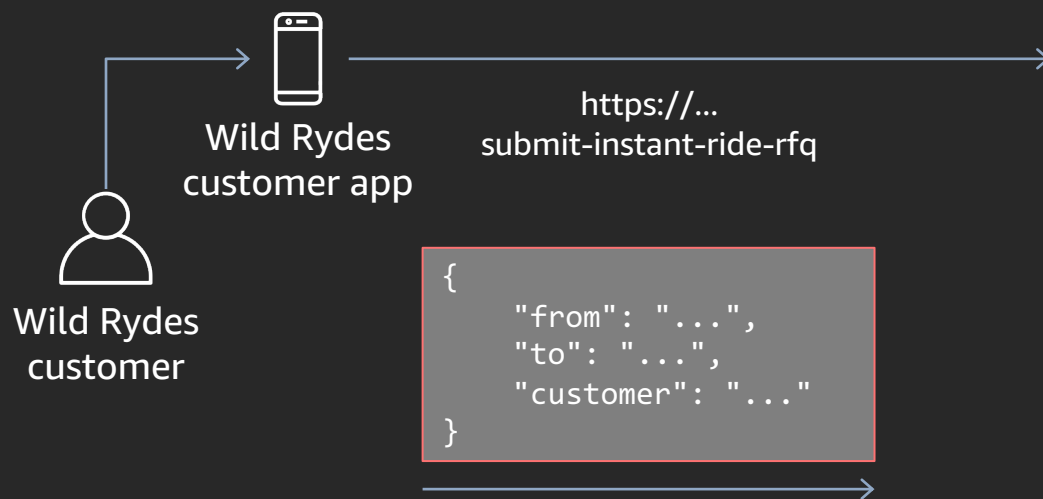 Wild Rydes
customer app
https://...
submit-instant-ride-rfq
Wild Rydes
customer
{
    "from": "...",
    "to": "...",
    "customer": "..."
}